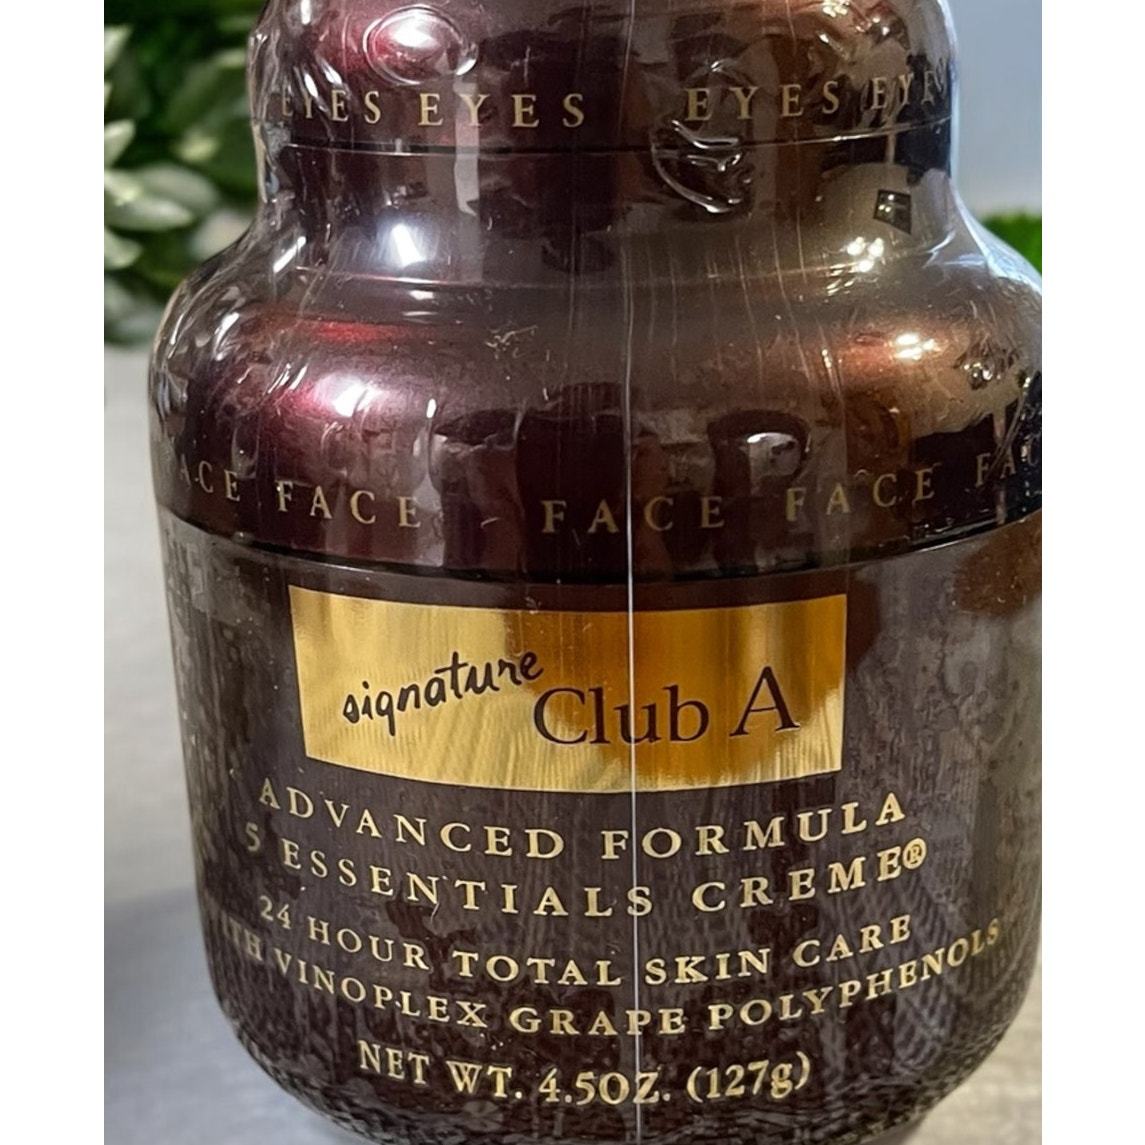 EYES EYES EYES
FACE FACE FACE
signature
Club A
ADVANCED FORMULA
5 ESSENTIALS CREME®
24 HOUR TOTAL SKIN CARE
VINOPLEX GRAPE POLYPHENOLS
NET WT. 4.5OZ. (127g)